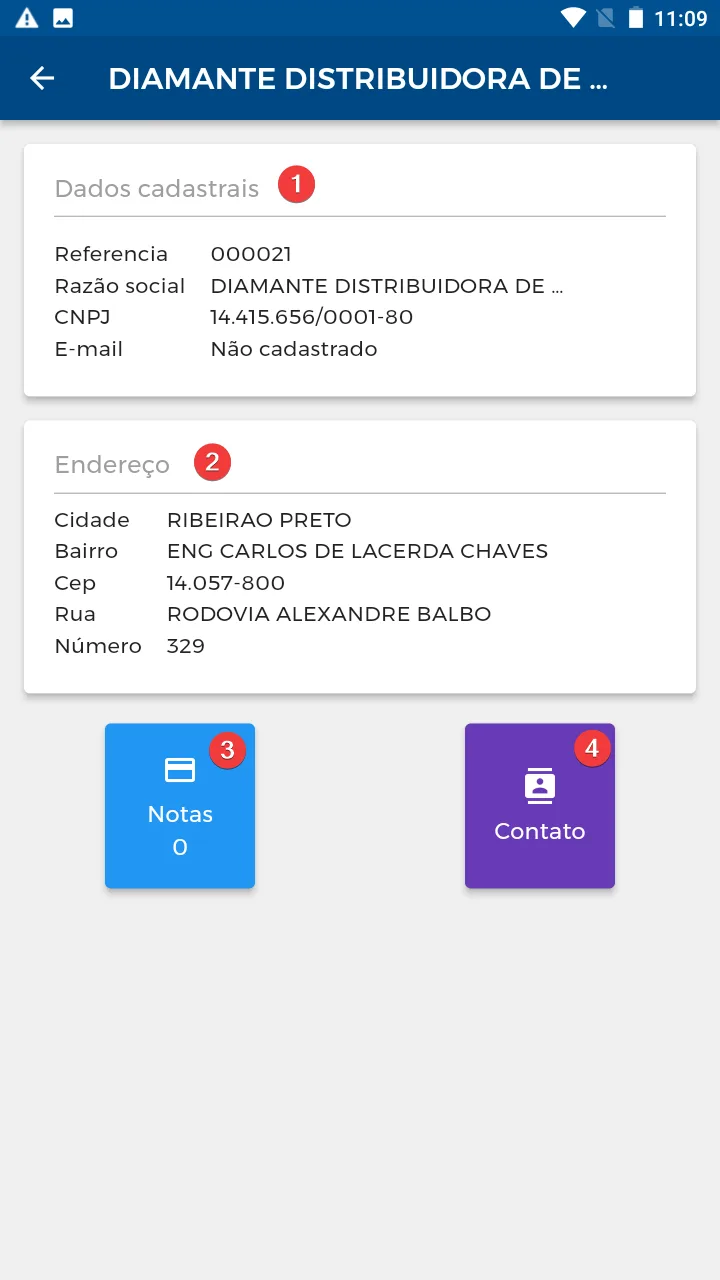 11:09
DIAMANTE DISTRIBUIDORA DE ...
Dados cadastrais 1
Referencia 000021
Razão social DIAMANTE DISTRIBUIDORA DE ...
CNPJ 14.415.656/0001-80
E-mail Não cadastrado
Endereço 2
Cidade RIBEIRAO PRETO
Bairro ENG CARLOS DE LACERDA CHAVES
Cep 14.057-800
Rua RODOVIA ALEXANDRE BALBO
Número 329
3
Notas
0
4
Contato